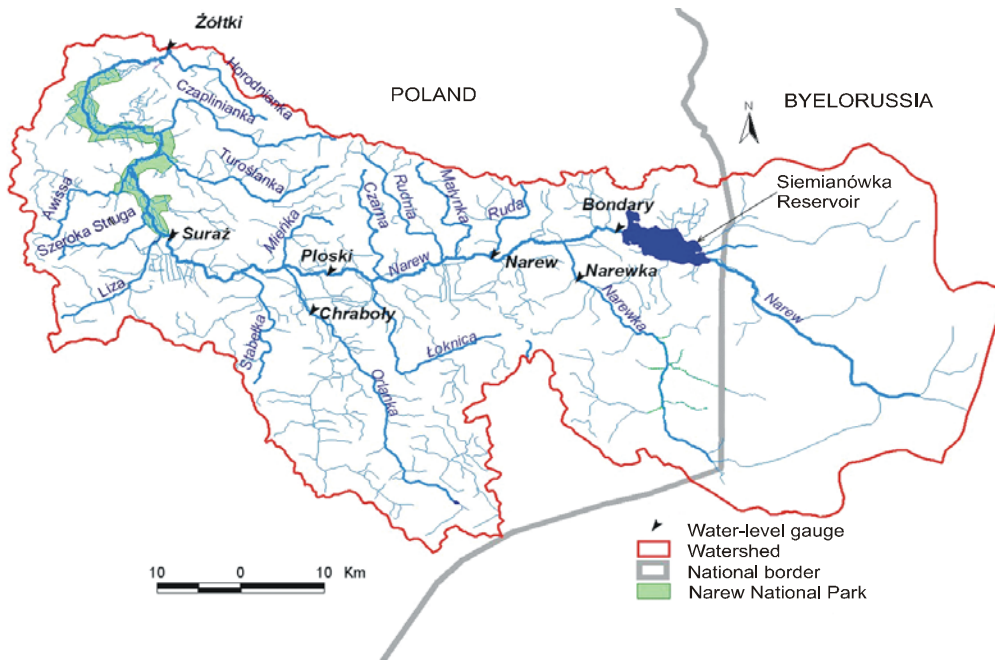 Żółtki
Horodnianka
Czaplinianka
POLAND
BYELORUSSIA
N
Turoślanka
Awissa
Szeroka Struga
Suraż
Liza
Mieńka
Czarna
Rudnia
Małynka
Ruda
Bondary
Siemianówka
Reservoir
Ploski
Narew
Narew
Narewka
Narewka
Narew
Chraboły
Stabełka
Łoknica
Orlanka
Water-level gauge
Watershed
National border
Narew National Park
10 0 10 Km